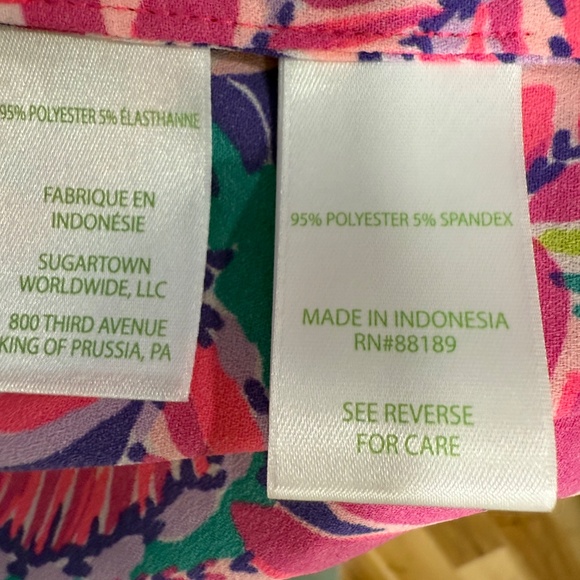 95% POLYESTER 5% ÉLASTHANNE
FABRIQUE EN
INDONÉSIE
SUGARTOWN
WORLDWIDE, LLC
800 THIRD AVENUE
KING OF PRUSSIA, PA
95% POLYESTER 5% SPANDEX
MADE IN INDONESIA
RN#88189
SEE REVERSE
FOR CARE